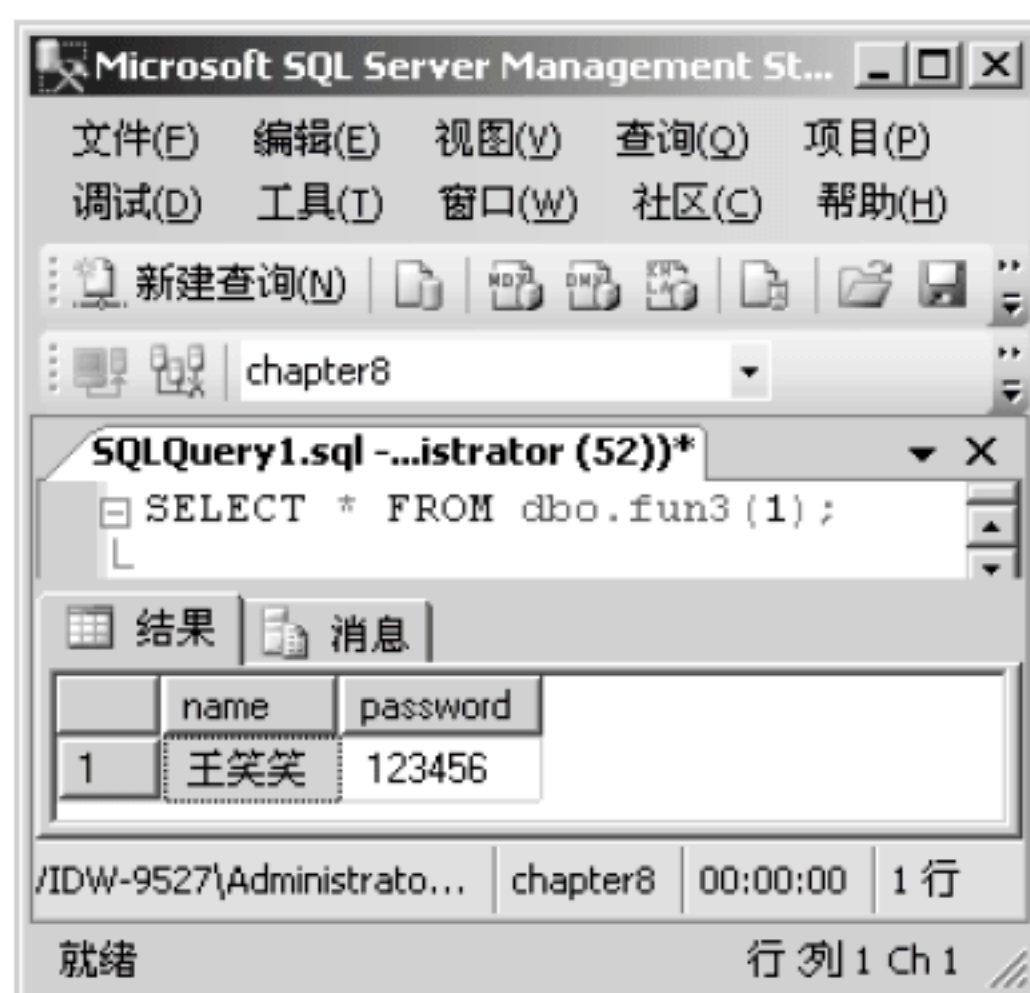 Microsoft SQL Server Management St...
文件(F) 编辑(E) 视图(V) 查询(Q) 项目(P)
调试(D) 工具(T) 窗口(W) 社区(C) 帮助(H)
新建查询(N)
chapter8
SQLQuery1.sql -...istrator (52))*
SELECT * FROM dbo.fun3(1);
结果 消息
name password
1 王笑笑 123456
/IDW-9527\Administrato... chapter8 00:00:00 1 行
就绪 行 列 1 Ch 1